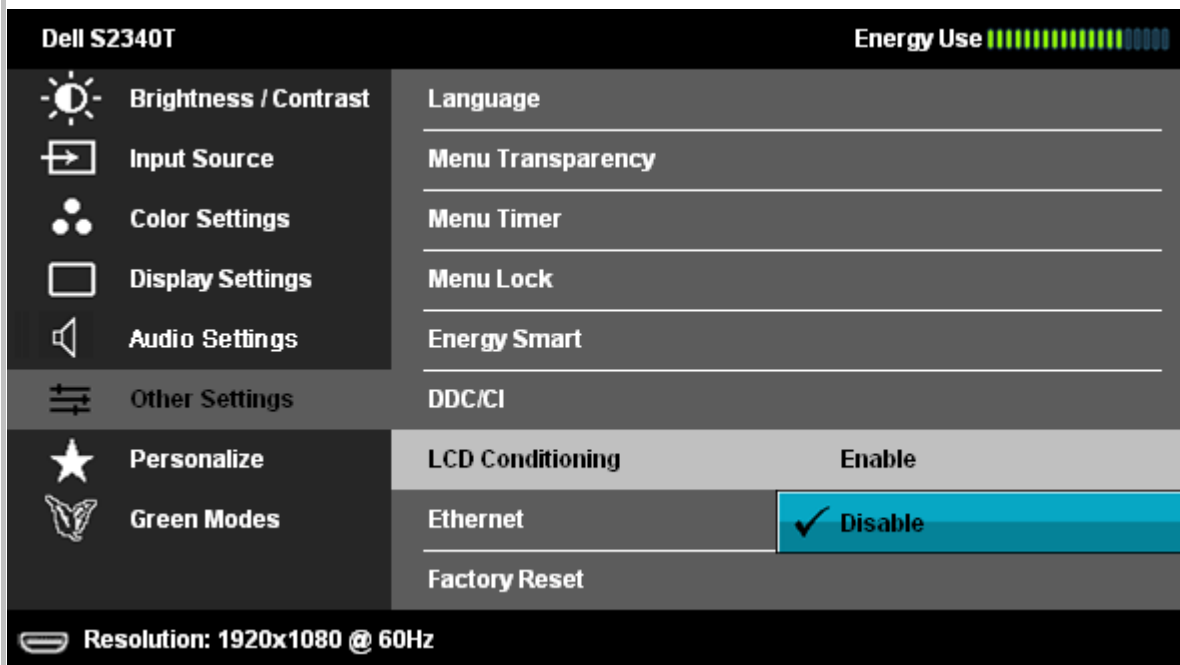 Dell S2340T Energy Use
Brightness / Contrast Language
Input Source Menu Transparency
Color Settings Menu Timer
Display Settings Menu Lock
Audio Settings Energy Smart
Other Settings DDC/CI
Personalize LCD Conditioning Enable
Green Modes Ethernet Disable
Factory Reset
Resolution: 1920x1080 @ 60Hz